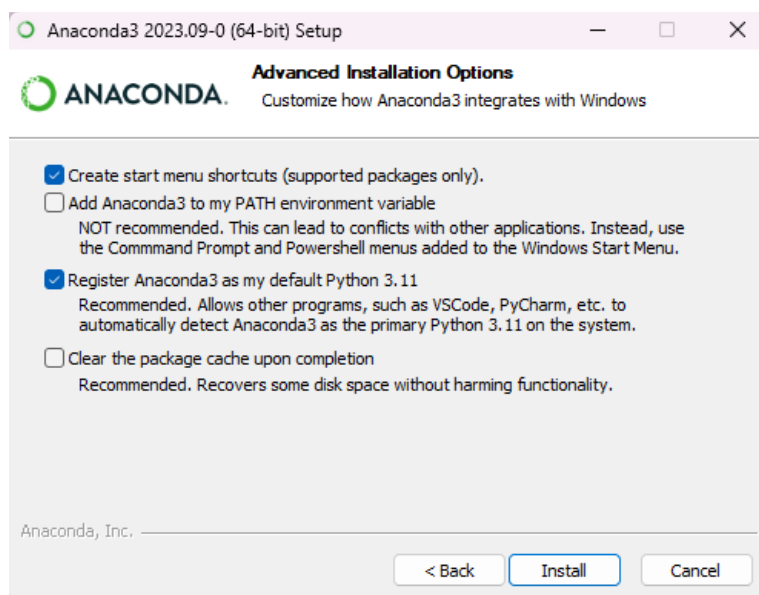 Anaconda3 2023.09-0 (64-bit) Setup
ANACONDA.
Advanced Installation Options
Customize how Anaconda3 integrates with Windows
Create start menu shortcuts (supported packages only).
Add Anaconda3 to my PATH environment variable
NOT recommended. This can lead to conflicts with other applications. Instead, use
the Commmand Prompt and Powershell menus added to the Windows Start Menu.
Register Anaconda3 as my default Python 3.11
Recommended. Allows other programs, such as VSCode, PyCharm, etc. to
automatically detect Anaconda3 as the primary Python 3.11 on the system.
Clear the package cache upon completion
Recommended. Recovers some disk space without harming functionality.
Anaconda, Inc.
< Back
Install
Cancel